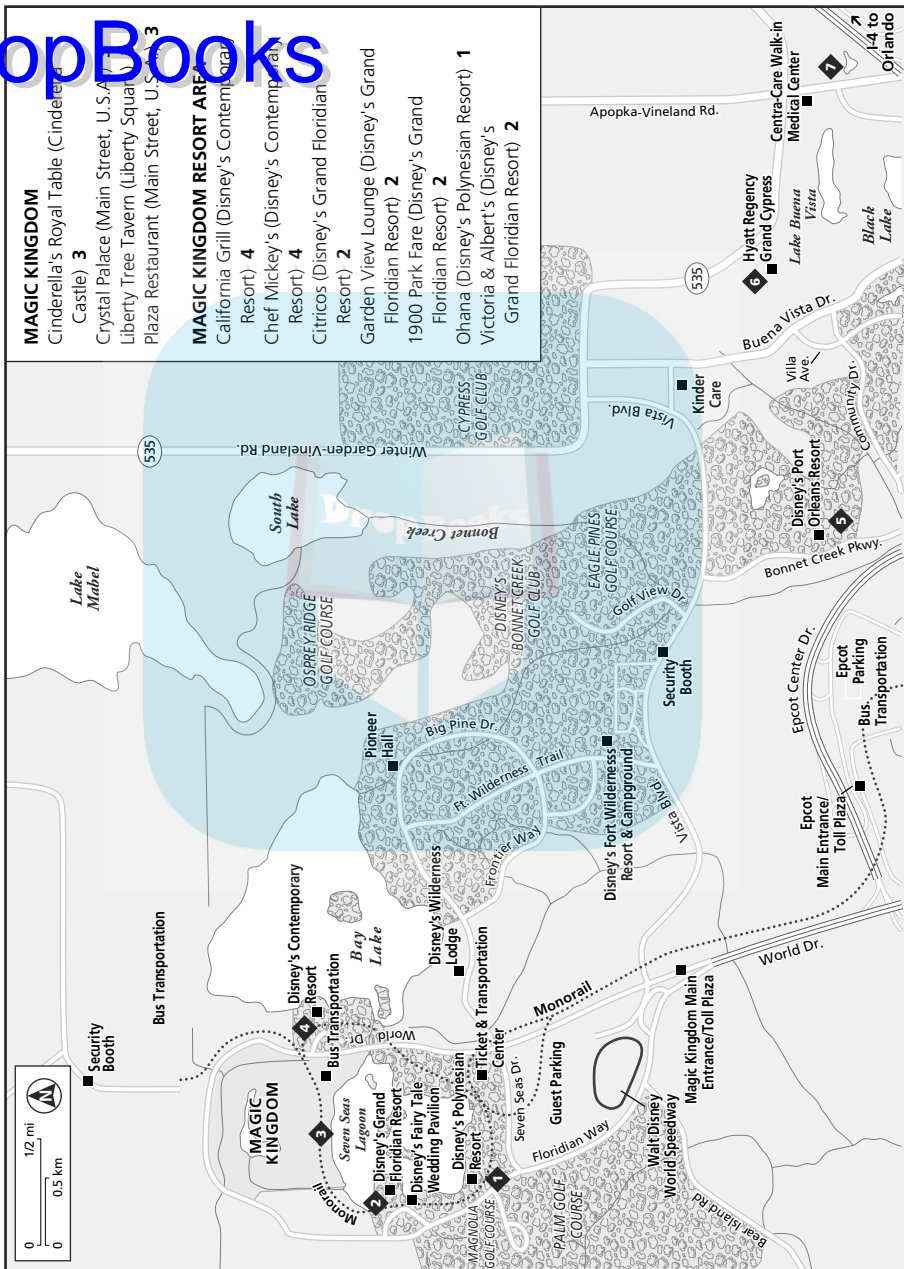 opBooks
MAGIC KINGDOM
Cinderella's Royal Table (Cinderella
Castle) 3
Crystal Palace (Main Street, U.S.A.)
Liberty Tree Tavern (Liberty Square)
Plaza Restaurant (Main Street, U.S.A.) 3
MAGIC KINGDOM RESORT AREA
California Grill (Disney's Contemporary
Resort) 4
Chef Mickey's (Disney's Contemporary
Resort) 4
Citricos (Disney's Grand Floridian
Resort) 2
Garden View Lounge (Disney's Grand
Floridian Resort) 2
1900 Park Fare (Disney's Grand
Floridian Resort) 2
Ohana (Disney's Polynesian Resort) 1
Victoria & Albert's (Disney's
Grand Floridian Resort) 2
0 1/2 mi
0 0.5 km
N
Security
Booth
Bus Transportation
MAGIC
KINGDOM
3
Monorail
Seven Seas
Lagoon
2
Disney's Grand
Floridian Resort
Disney's Fairy Tale
Wedding Pavilion
Disney's Polynesian
Resort
1
MAGNOLIA
GOLF COURSE
PALM GOLF
COURSE
4
Disney's Contemporary
Resort
Bus Transportation
World Dr.
Bay
Lake
Disney's Wilderness
Lodge
Ticket & Transportation
Center
Seven Seas Dr.
Monorail
Guest Parking
Floridian Way
Walt Disney
World Speedway
Bear Island Rd
Magic Kingdom Main
Entrance/Toll Plaza
World Dr.
Lake
Mabel
South
Lake
535
Winter Garden-Vineland Rd.
Bonnet Creek
DropBooks
OSPREY RIDGE
GOLF COURSE
DISNEY'S
BONNET CREEK
GOLF CLUB
EAGLE PINES
GOLF COURSE
CYPRESS
GOLF CLUB
Pioneer
Hall
Big Pine Dr.
Ft. Wilderness Trail
Frontier Way
Disney's Fort Wildernesss
Resort & Campground
Golf View Dr.
Security
Booth
Vista Blvd.
Vista Blvd.
Kinder
Care
Apopka-Vineland Rd.
535
6
Hyatt Regency
Grand Cypress
Centra-Care Walk-in
Medical Center
7
I-4 to
Orlando
Lake Buena
Vista
Black
Lake
Buena Vista Dr.
Villa
Ave.
Community Dr.
Disney's Port
Orleans Resort
5
Bonnet Creek Pkwy.
Epcot Center Dr.
Epcot
Parking
Bus
Transportation
Epcot
Main Entrance/
Toll Plaza